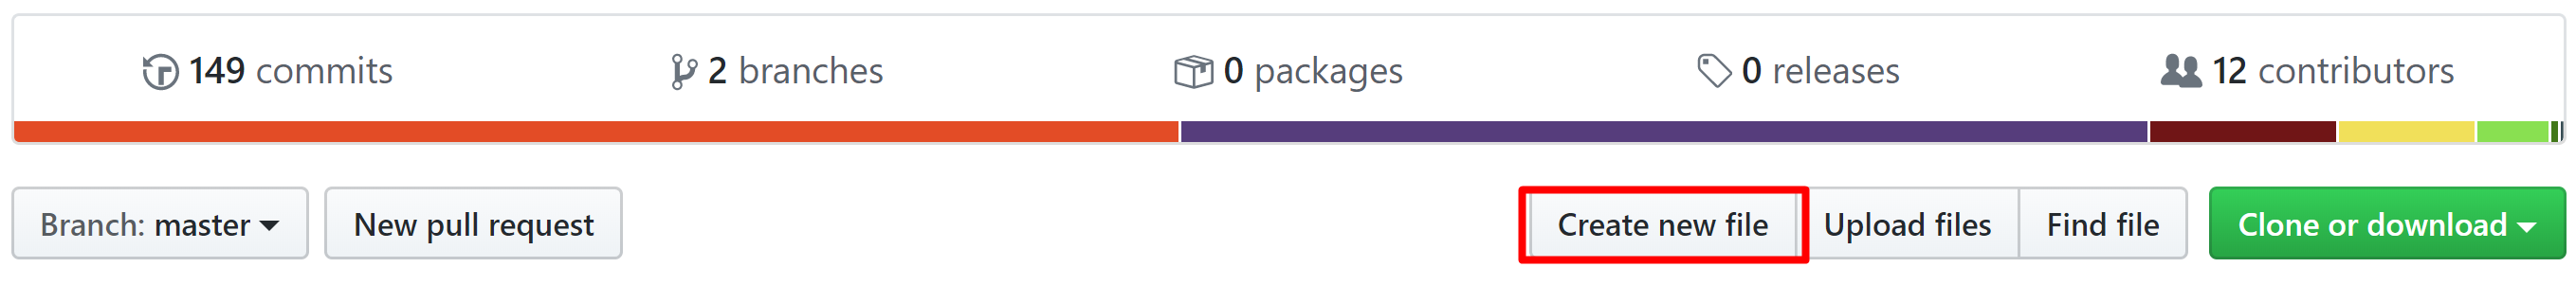 149 commits 2 branches 0 packages 0 releases 12 contributors
Branch: master New pull request Create new file Upload files Find file Clone or download